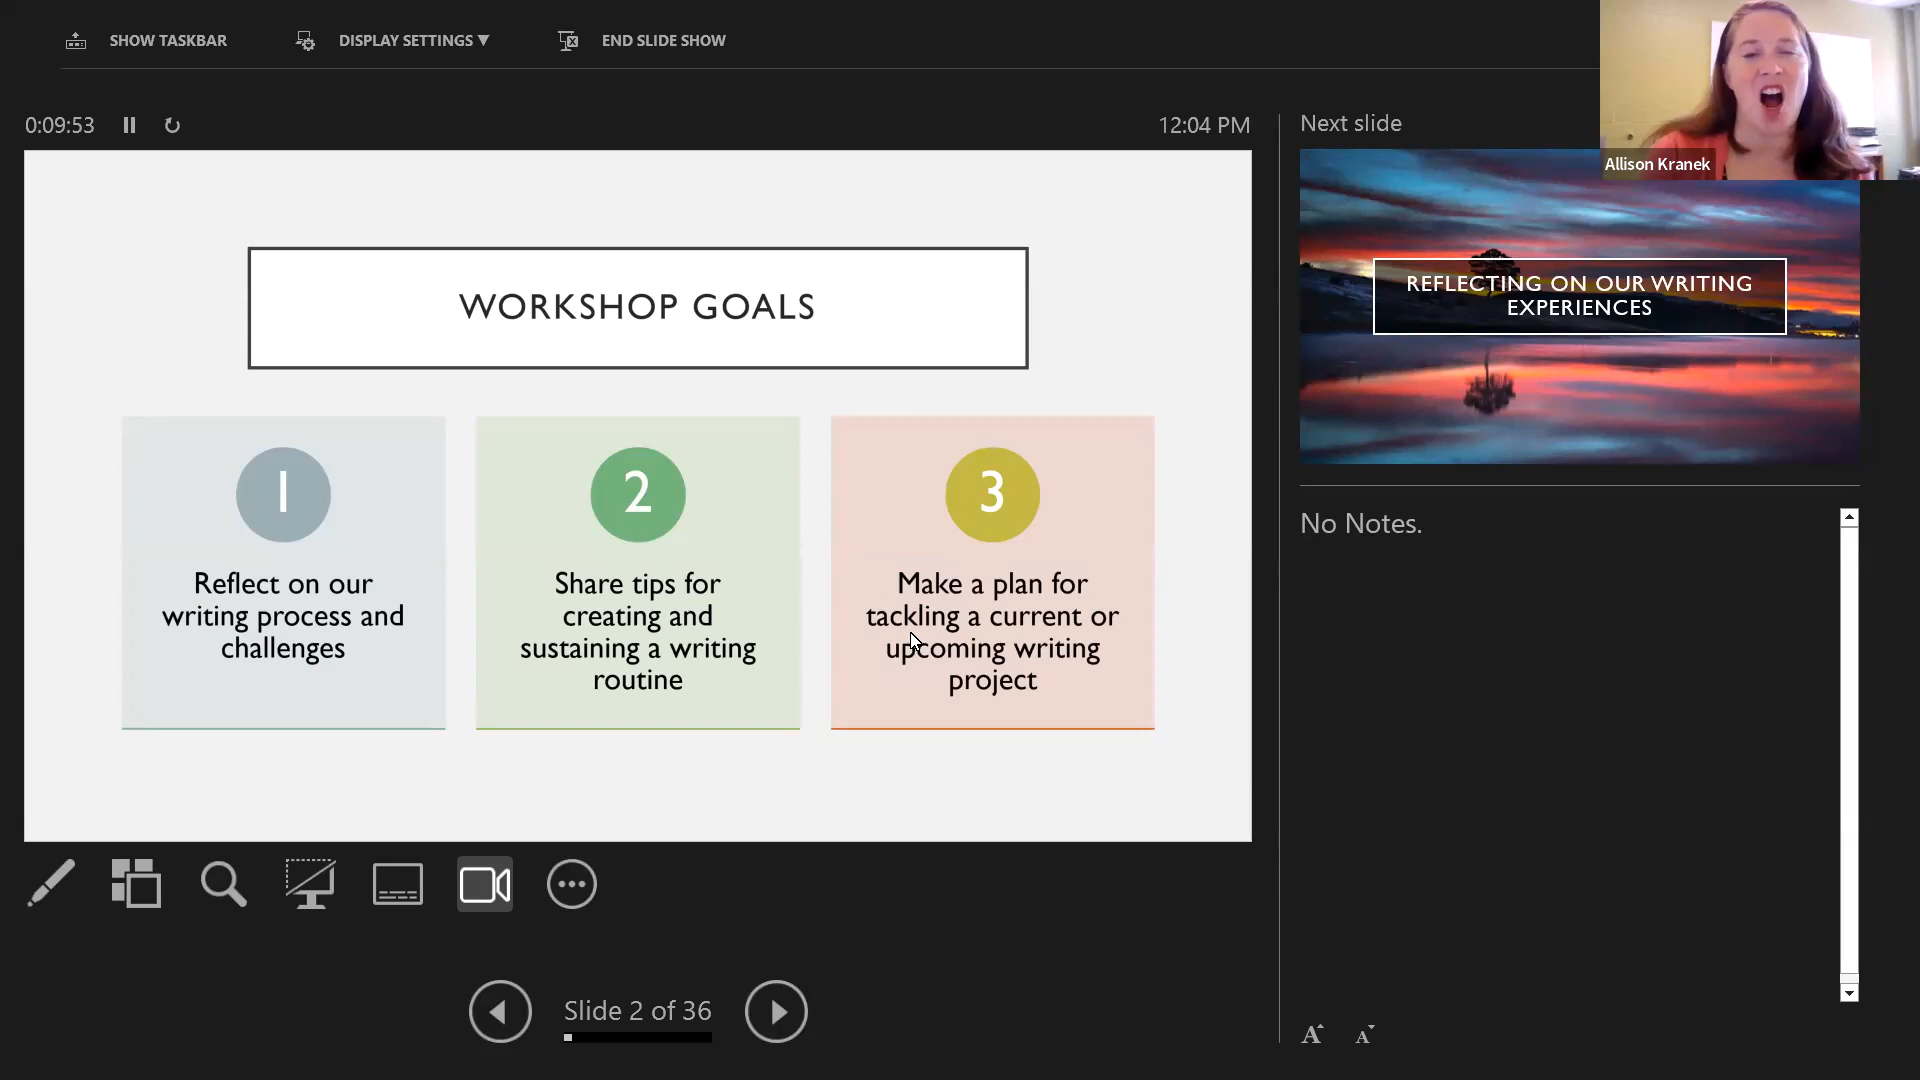 SHOW TASKBAR
DISPLAY SETTINGS ▼
END SLIDE SHOW
0:09:53
12:04 PM
Next slide
Allison Kranek
WORKSHOP GOALS
1
Reflect on our
writing process and
challenges
2
Share tips for
creating and
sustaining a writing
routine
3
Make a plan for
tackling a current or
upcoming writing
project
REFLECTING ON OUR WRITING
EXPERIENCES
No Notes.
Slide 2 of 36
A
A